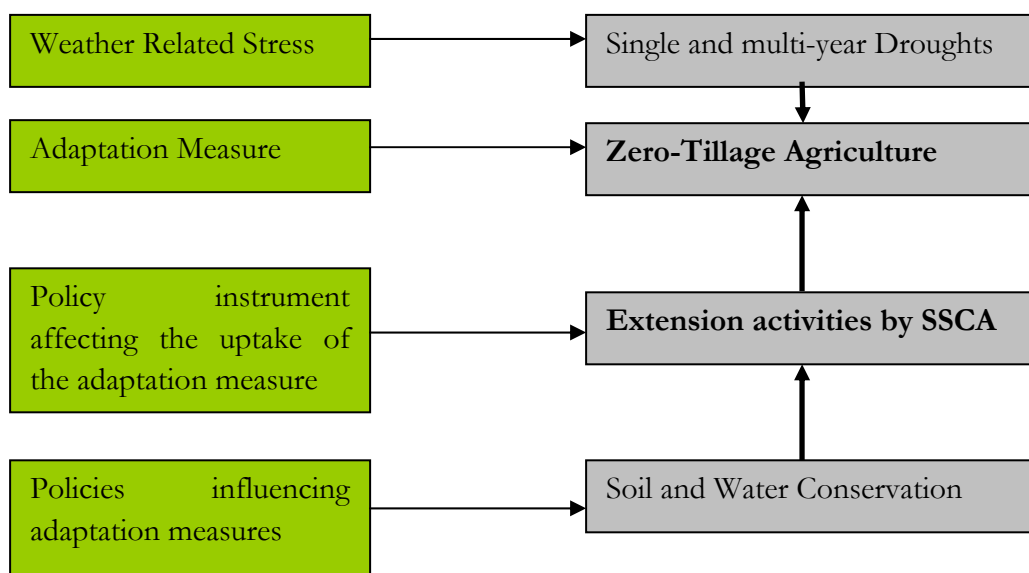 Weather Related Stress
Single and multi-year Droughts
Adaptation Measure
Zero-Tillage Agriculture
Policy instrument
affecting the uptake of
the adaptation measure
Extension activities by SSCA
Policies influencing
adaptation measures
Soil and Water Conservation